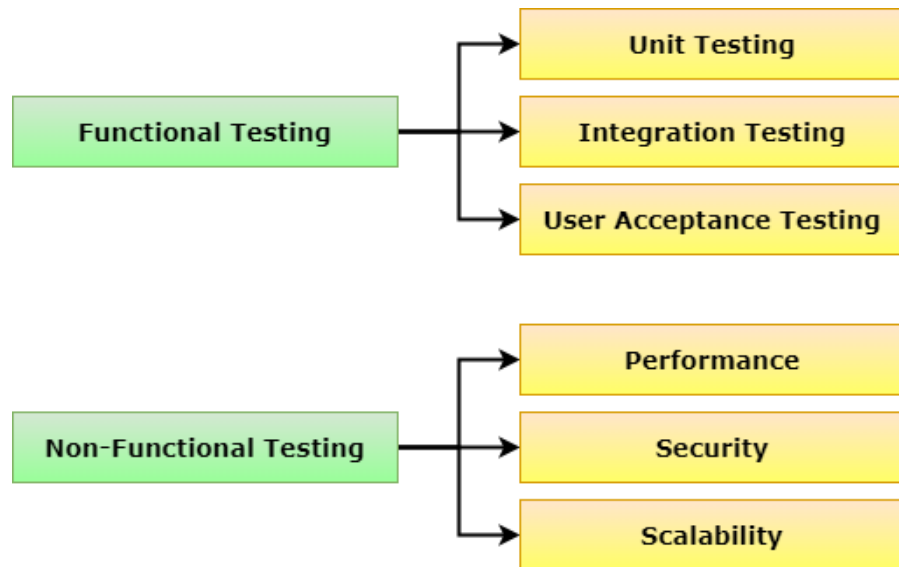 Unit Testing
Functional Testing
Integration Testing
User Acceptance Testing
Performance
Non-Functional Testing
Security
Scalability